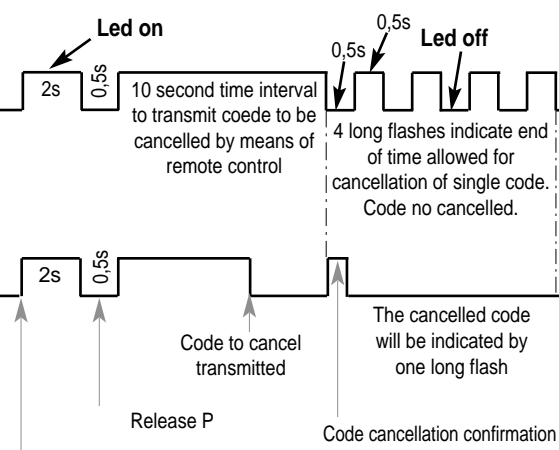 Led on
0,5s
0,5s
Led off
2s
0,5s
10 second time interval
to transmit coede to be
cancelled by means of
remote control
4 long flashes indicate end
of time allowed for
cancellation of single code.
Code no cancelled.
2s
0,5s
Code to cancel
transmitted
The cancelled code
will be indicated by
one long flash
Release P
Code cancellation confirmation